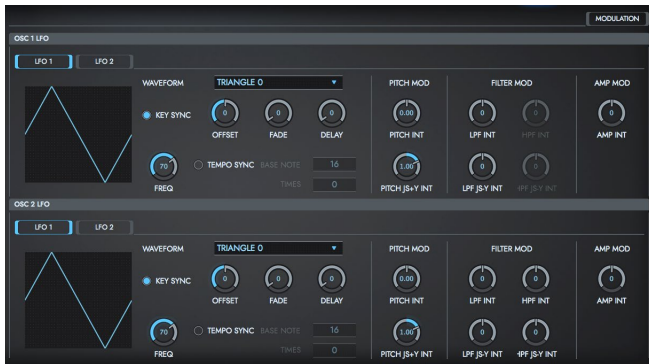 MODULATION
OSC 1 LFO
LFO 1 LFO 2
WAVEFORM TRIANGLE 0 PITCH MOD FILTER MOD AMP MOD
KEY SYNC 0 0 0 0.00 0 0 0
OFFSET FADE DELAY PITCH INT LPF INT HPF INT AMP INT
70 TEMPO SYNC BASE NOTE 16 1.00 0 0
TIMES 0
FREQ PITCH JS+Y INT LPF JS-Y INT HPF JS-Y INT
OSC 2 LFO
LFO 1 LFO 2
WAVEFORM TRIANGLE 0 PITCH MOD FILTER MOD AMP MOD
KEY SYNC 0 0 0 0.00 0 0 0
OFFSET FADE DELAY PITCH INT LPF INT HPF INT AMP INT
70 TEMPO SYNC BASE NOTE 16 1.00 0 0
TIMES 0
FREQ PITCH JS+Y INT LPF JS-Y INT HPF JS-Y INT